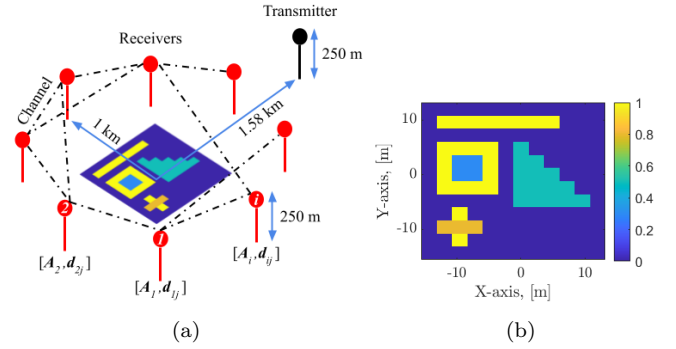 Transmitter
Receivers
250 m
Channel
1 km
1.58 km
2
1
i
250 m
[A₂,d₂ⱼ]
[A₁,d₁ⱼ]
[Aᵢ,dᵢⱼ]
(a)
10
0
-10
Y-axis, [m]
-10
0
10
X-axis, [m]
1
0.8
0.6
0.4
0.2
0
(b)